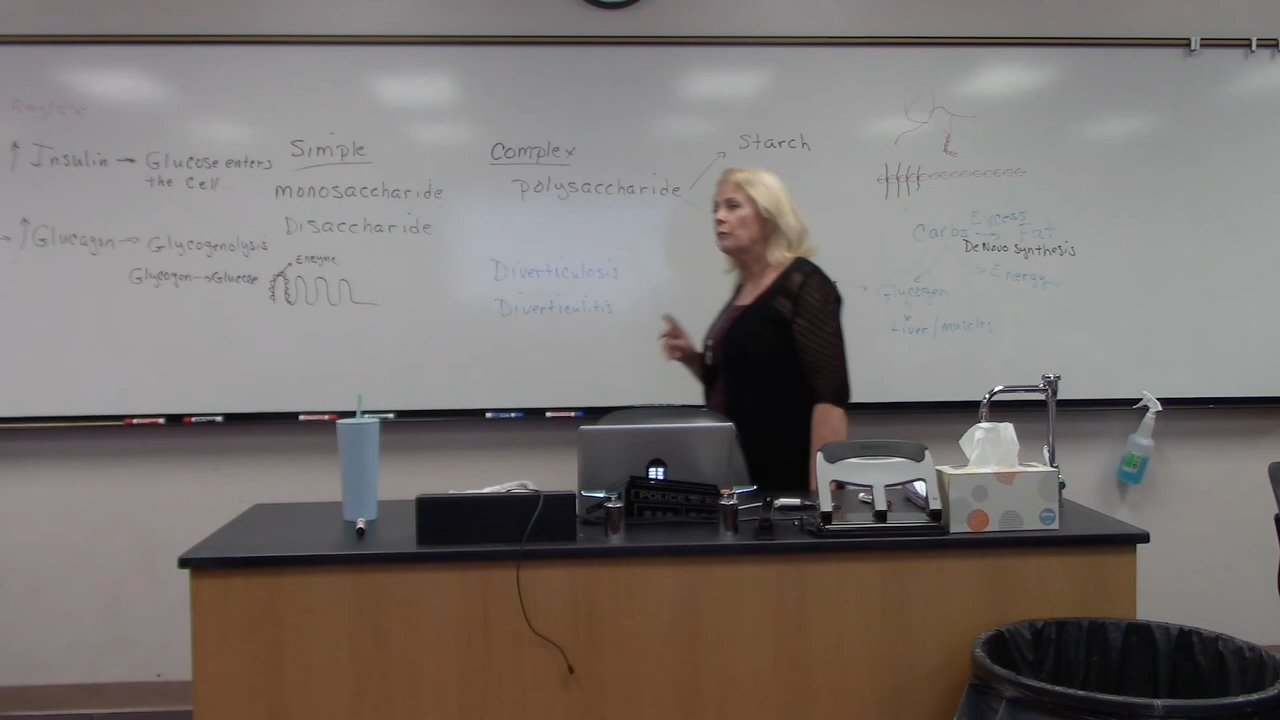 Amylase
↑ Insulin → Glucose enters
the Cell.
→ ↑ Glucagon → Glycogenolysis
Glycogen → Glucose
Simple
monosaccharide
Disaccharide
Enzyme
Complex
polysaccharide
Starch
Diverticulosis
Diverticulitis
Excess
Carbs → Fat
De Novo synthesis
→ Energy
Glycogen
Liver/muscles
POLICE